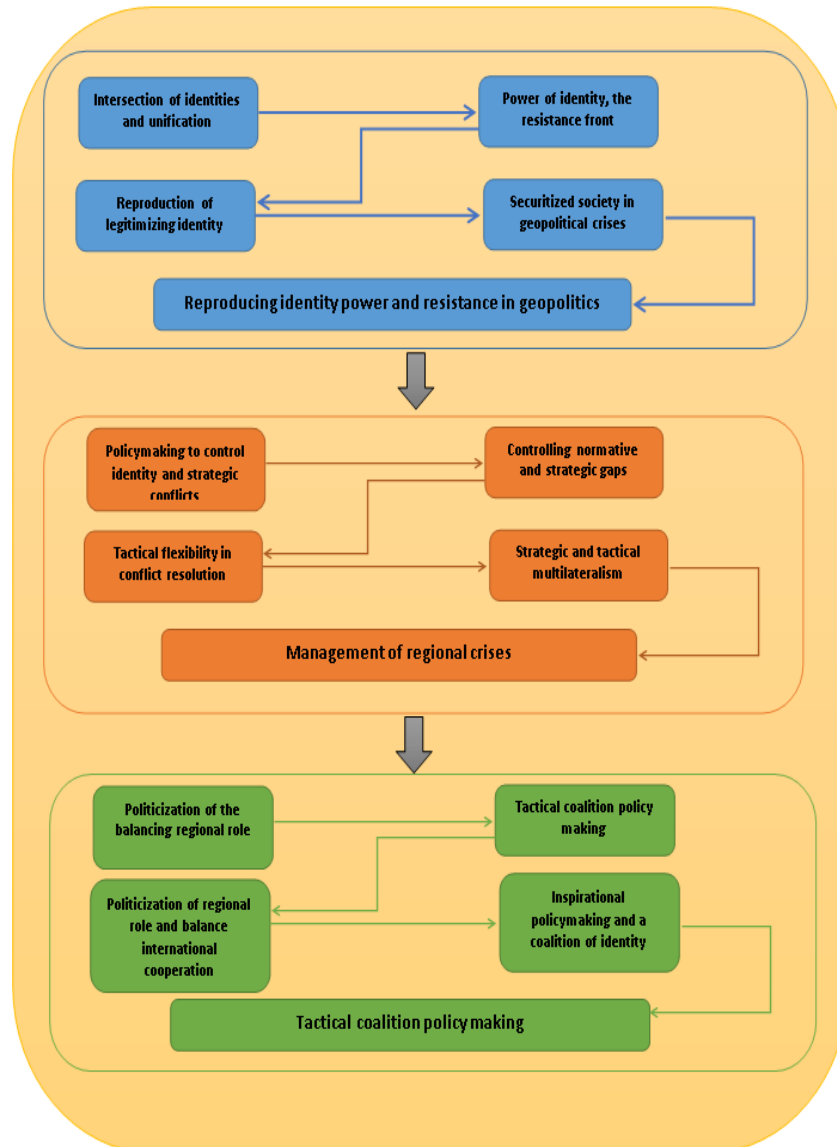 Intersection of identities
and unification
Power of identity, the
resistance front
Reproduction of
legitimizing identity
Securitized society in
geopolitical crises
Reproducing identity power and resistance in geopolitics
Policymaking to control
identity and strategic
conflicts
Controlling normative
and strategic gaps
Tactical flexibility in
conflict resolution
Strategic and tactical
multilateralism
Management of regional crises
Politicization of the
balancing regional role
Tactical coalition policy
making
Politicization of regional
role and balance
international
cooperation
Inspirational
policymaking and a
coalition of identity
Tactical coalition policy making